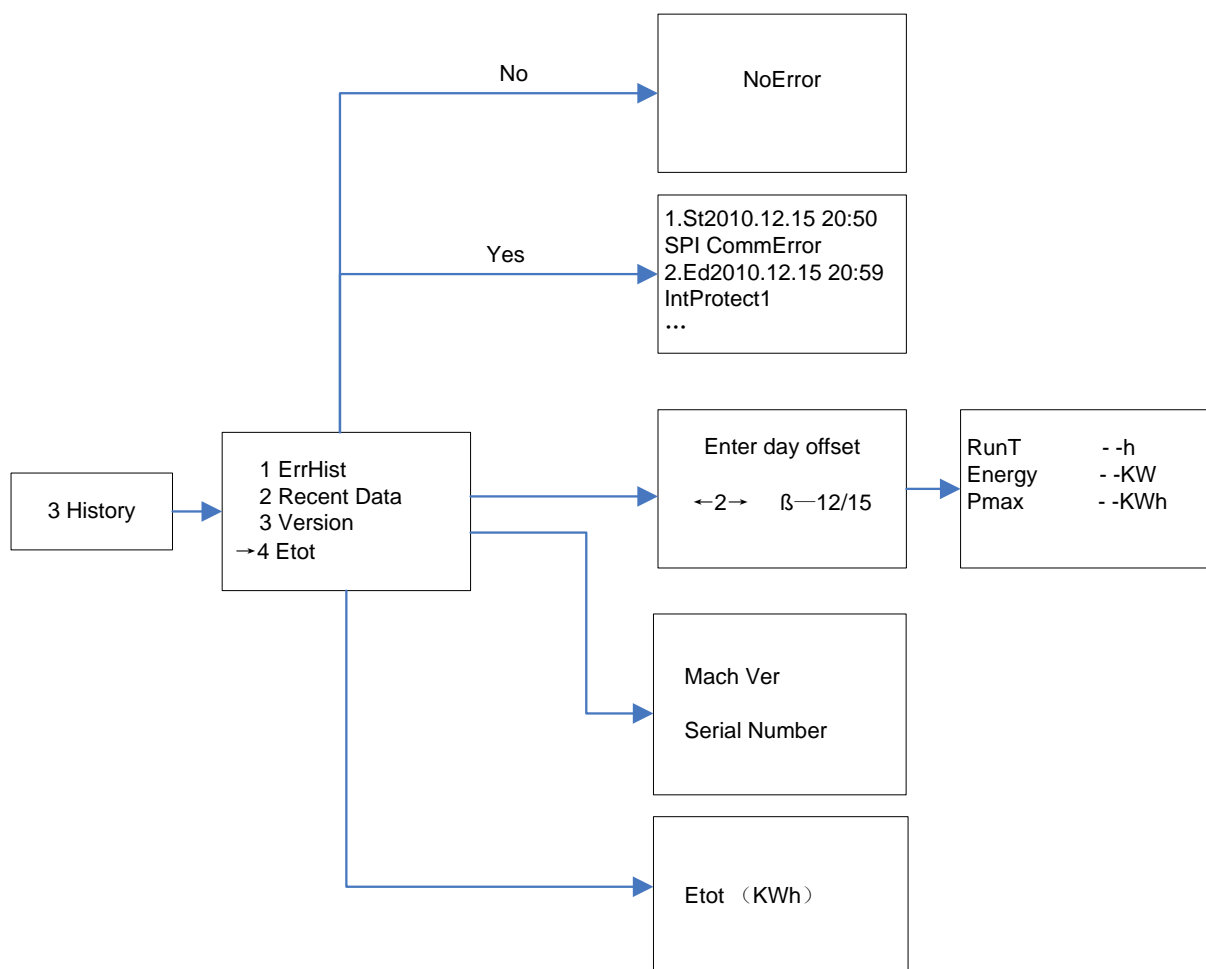 No
NoError
1.St2010.12.15 20:50
SPI CommError
2.Ed2010.12.15 20:59
IntProtect1
...
Yes
3 History
1 ErrHist
2 Recent Data
3 Version
→4 Etot
Enter day offset
←2→ ß—12/15
RunT - -h
Energy - -KW
Pmax - -KWh
Mach Ver
Serial Number
Etot （KWh）